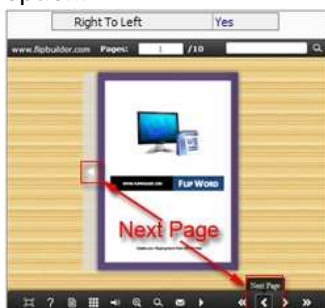 Right To Left Yes
www.flipbuilder.com Pages: 1 /10
FLIP WORD
Next Page
Next Page